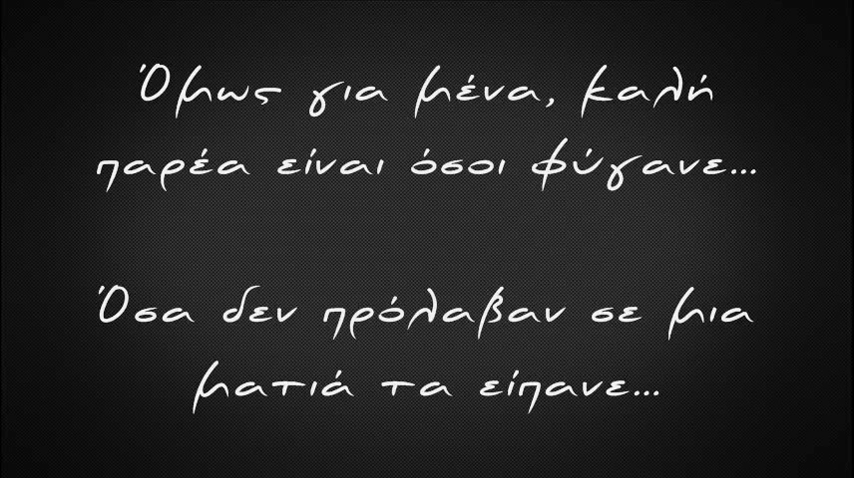 Όμως για μένα, καλή
παρέα είναι όσοι φύγανε...
Όσα δεν πρόλαβαν σε μια
ματιά τα είπανε...